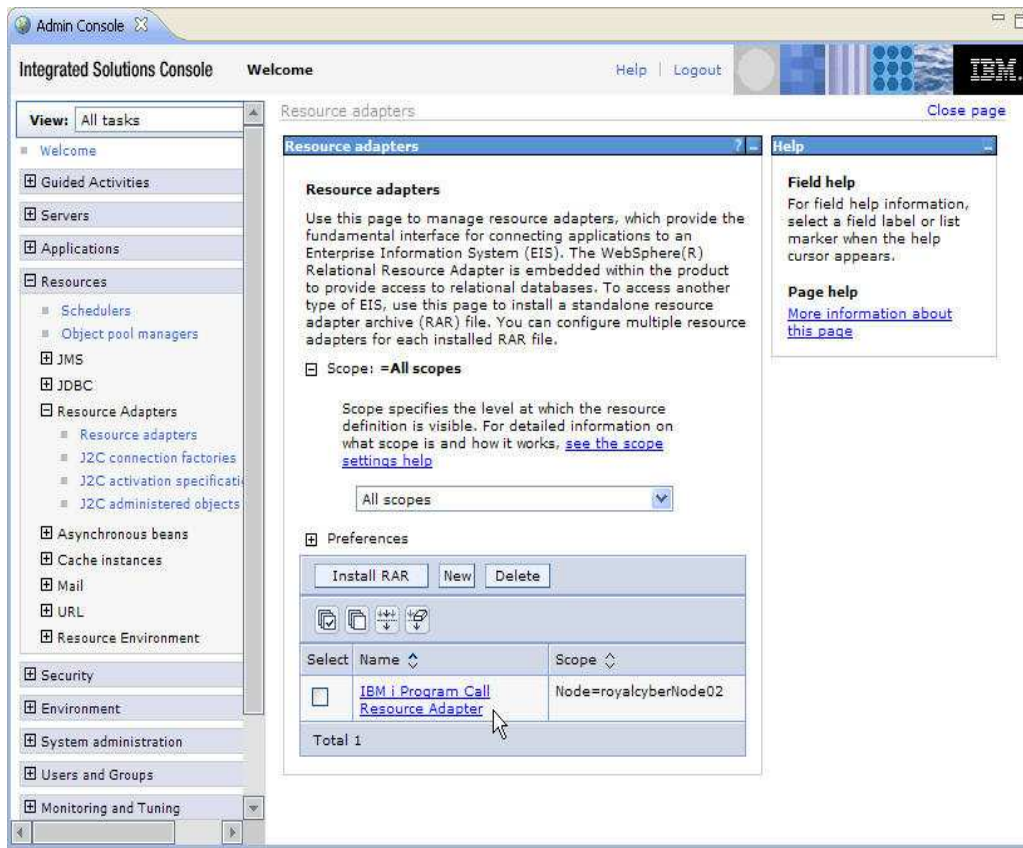 Admin Console
Integrated Solutions Console Welcome Help | Logout IBM.
View: All tasks
Welcome
Guided Activities
Servers
Applications
Resources
Schedulers
Object pool managers
JMS
JDBC
Resource Adapters
Resource adapters
J2C connection factories
J2C activation specificati
J2C administered objects
Asynchronous beans
Cache instances
Mail
URL
Resource Environment
Security
Environment
System administration
Users and Groups
Monitoring and Tuning
Resource adapters Close page
Resource adapters ? -
Resource adapters
Use this page to manage resource adapters, which provide the
fundamental interface for connecting applications to an
Enterprise Information System (EIS). The WebSphere(R)
Relational Resource Adapter is embedded within the product
to provide access to relational databases. To access another
type of EIS, use this page to install a standalone resource
adapter archive (RAR) file. You can configure multiple resource
adapters for each installed RAR file.
Scope: =All scopes
Scope specifies the level at which the resource
definition is visible. For detailed information on
what scope is and how it works, see the scope
settings help
All scopes
Preferences
Install RAR New Delete
Select Name Scope
IBM i Program Call Node=royalcyberNode02
Resource Adapter
Total 1
Help -
Field help
For field help information,
select a field label or list
marker when the help
cursor appears.
Page help
More information about
this page